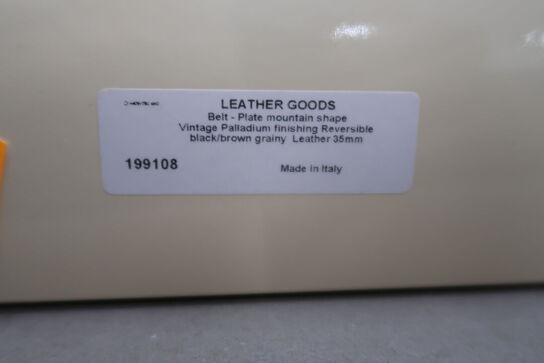 LEATHER GOODS
Belt - Plate mountain shape
Vintage Palladium finishing Reversible
black/brown grainy Leather 35mm
199108
Made in Italy